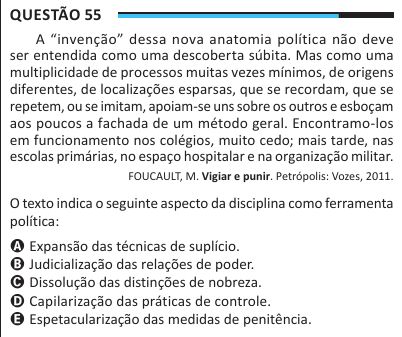 QUESTÃO 55
A “invenção” dessa nova anatomia política não deve
ser entendida como uma descoberta súbita. Mas como uma
multiplicidade de processos muitas vezes mínimos, de origens
diferentes, de localizações esparsas, que se recordam, que se
repetem, ou se imitam, apoiam-se uns sobre os outros e esboçam
aos poucos a fachada de um método geral. Encontramo-los
em funcionamento nos colégios, muito cedo; mais tarde, nas
escolas primárias, no espaço hospitalar e na organização militar.
FOUCAULT, M. Vigiar e punir. Petrópolis: Vozes, 2011.
O texto indica o seguinte aspecto da disciplina como ferramenta
política:
A Expansão das técnicas de suplício.
B Judicialização das relações de poder.
C Dissolução das distinções de nobreza.
D Capilarização das práticas de controle.
E Espetacularização das medidas de penitência.